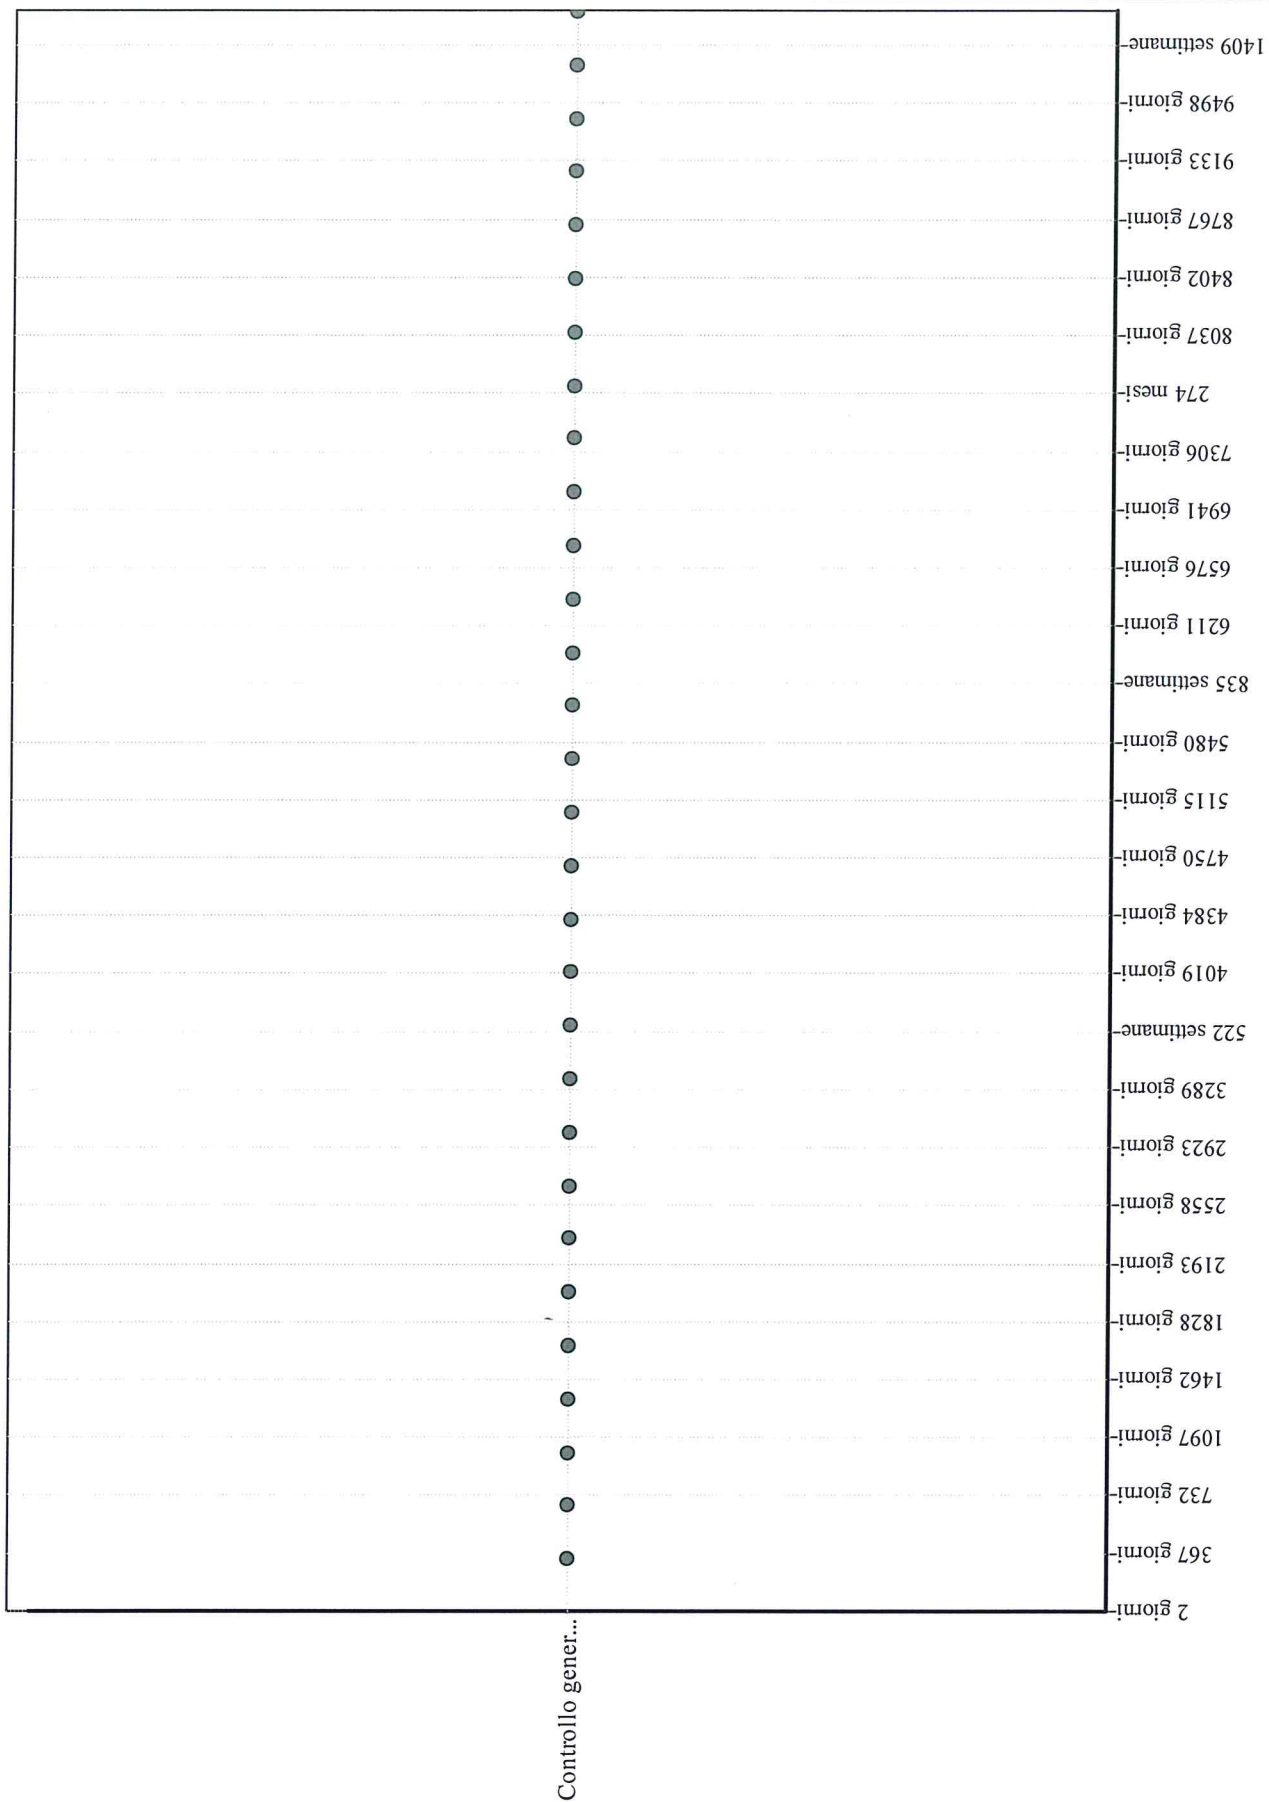 Controllo gener...
2 giorni
367 giorni
732 giorni
1097 giorni
1462 giorni
1828 giorni
2193 giorni
2558 giorni
2923 giorni
3289 giorni
522 settimane
4019 giorni
4384 giorni
4750 giorni
5115 giorni
5480 giorni
835 settimane
6211 giorni
6576 giorni
6941 giorni
7306 giorni
274 mesi
8037 giorni
8402 giorni
8767 giorni
9133 giorni
9498 giorni
1409 settimane